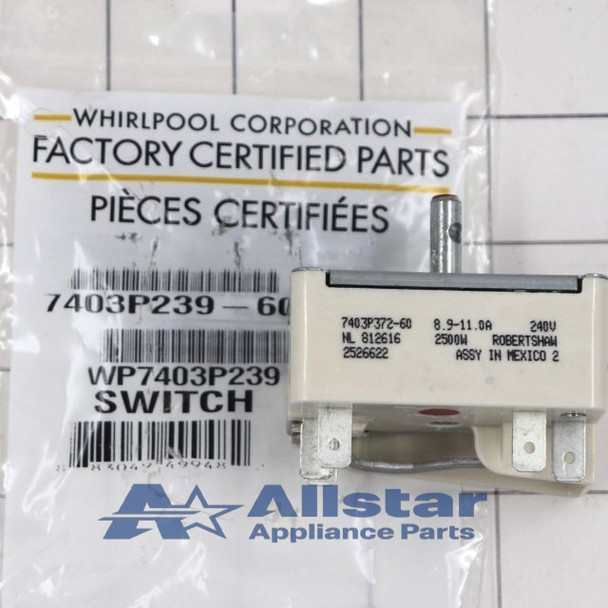 WHIRLPOOL CORPORATION
FACTORY CERTIFIED PARTS
PIÈCES CERTIFIÉES
7403P239-60
WP7403P239
SWITCH
7403P372-60 8.9-11.0A 240V
NL 812616 2500W ROBERTSHAW
2526622 ASSY IN MEXICO 2
Allstar
Appliance Parts